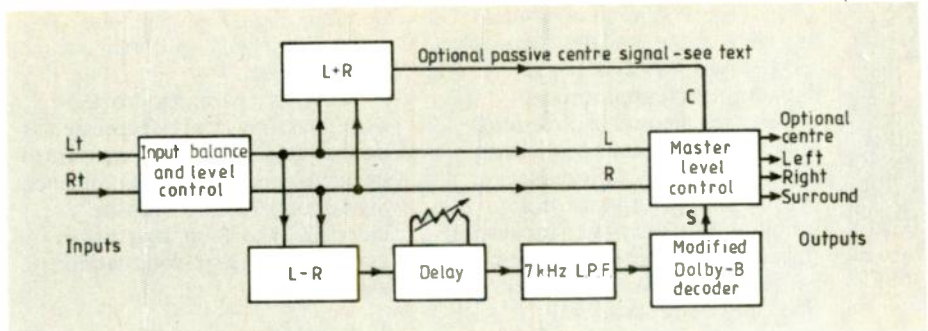 L+R
Optional passive centre signal - see text
C
Lt
Rt
Input balance
and level
control
L
R
Master
level
control
Optional
centre
Left
Right
Surround
S
Inputs
Outputs
L-R
Delay
7kHz L.P.F.
Modified
Dolby-B
decoder